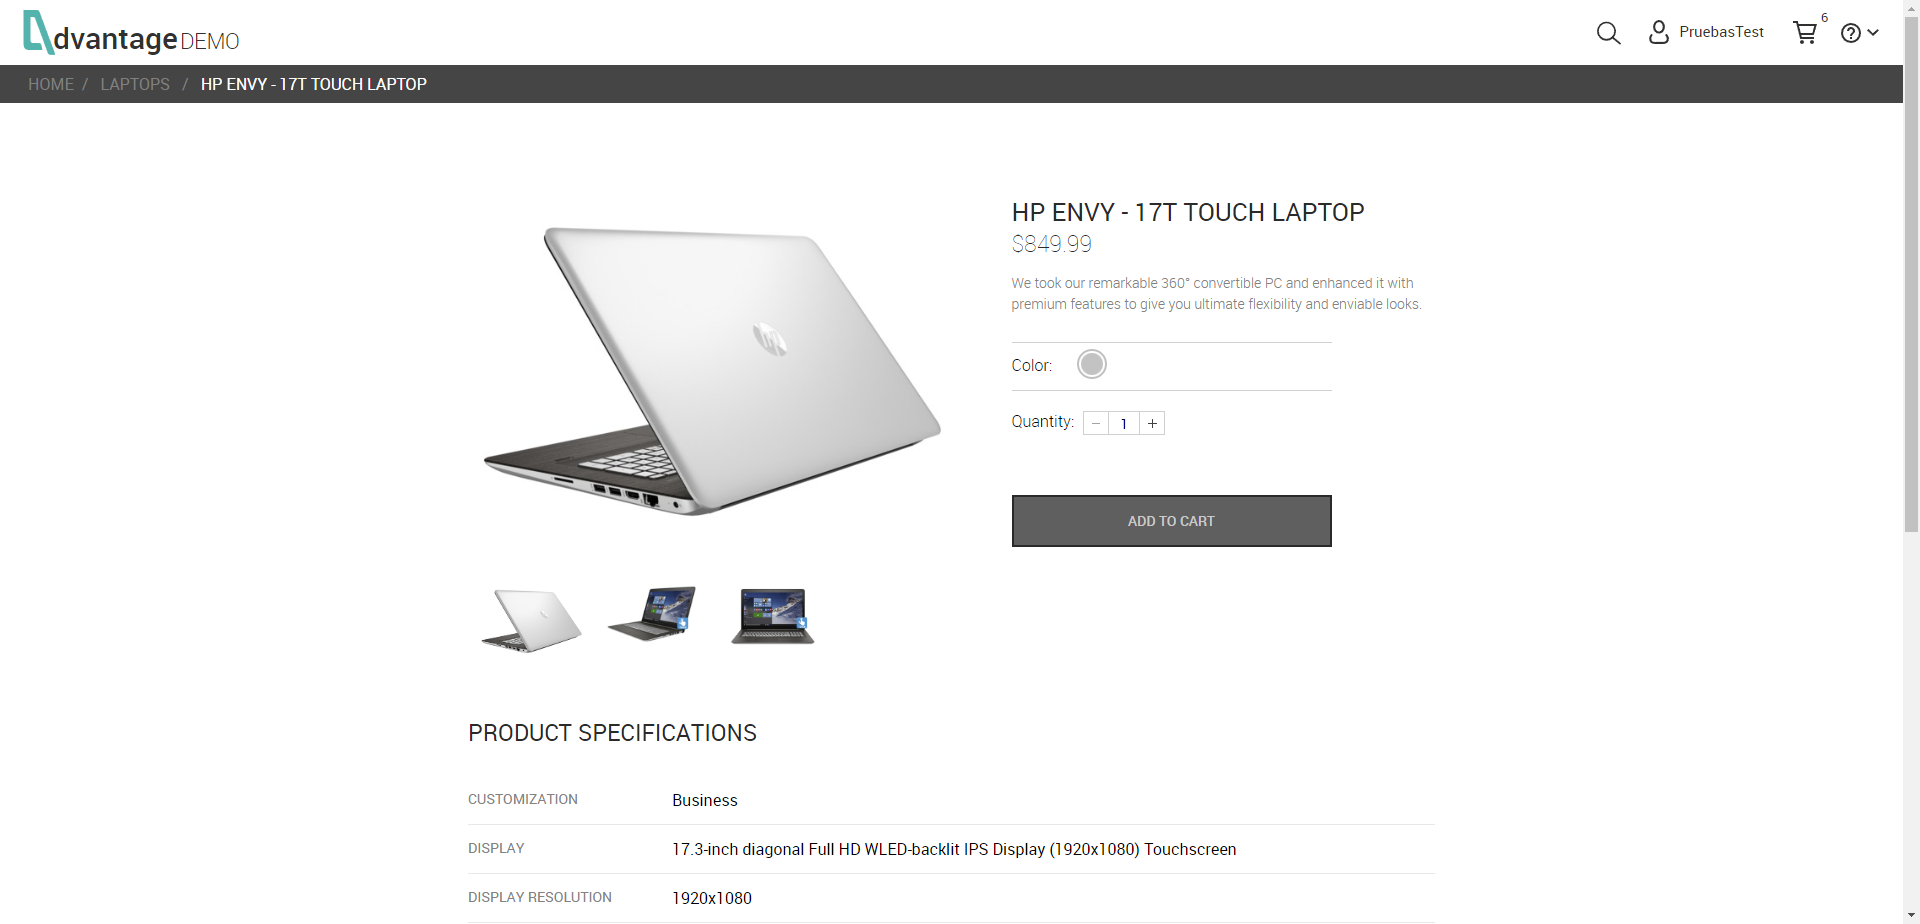 dvantage DEMO
PruebasTest
6
HOME / LAPTOPS / HP ENVY - 17T TOUCH LAPTOP
HP ENVY - 17T TOUCH LAPTOP
$849.99
We took our remarkable 360° convertible PC and enhanced it with
premium features to give you ultimate flexibility and enviable looks.
Color:
Quantity: − 1 +
ADD TO CART
PRODUCT SPECIFICATIONS
CUSTOMIZATION Business
DISPLAY 17.3-inch diagonal Full HD WLED-backlit IPS Display (1920x1080) Touchscreen
DISPLAY RESOLUTION 1920x1080